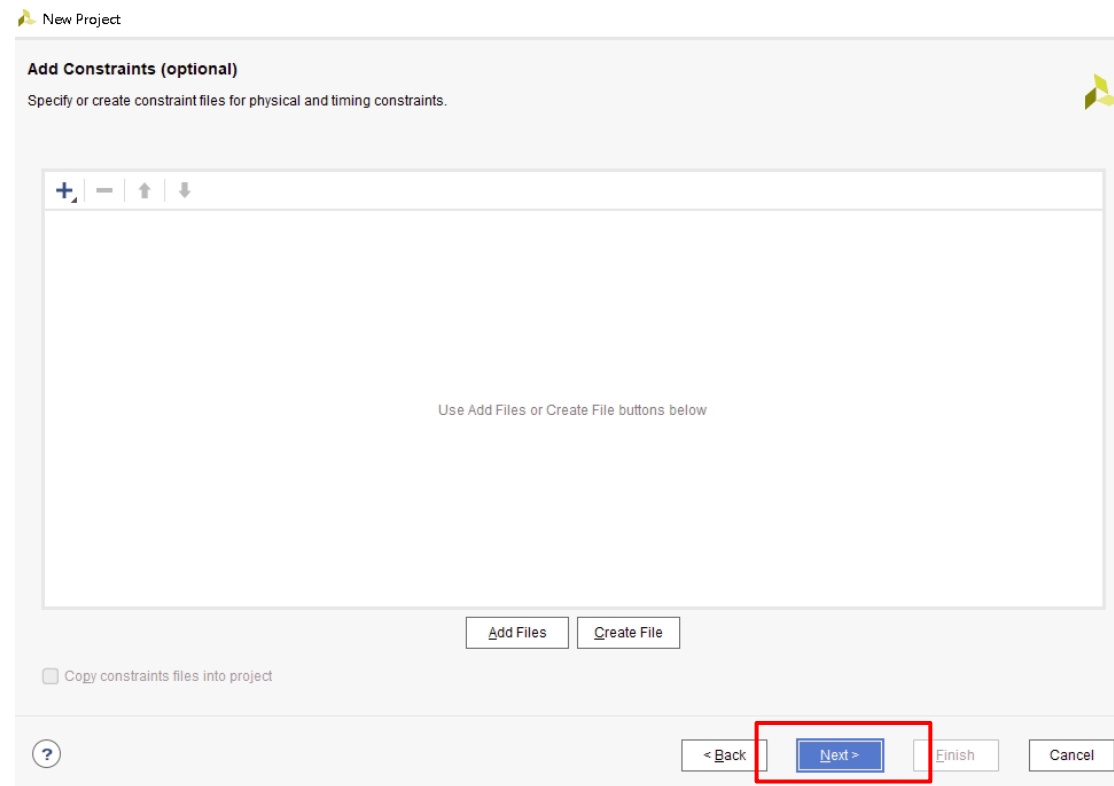 New Project
Add Constraints (optional)
Specify or create constraint files for physical and timing constraints.
Use Add Files or Create File buttons below
Add Files Create File
Copy constraints files into project
? < Back Next > Finish Cancel